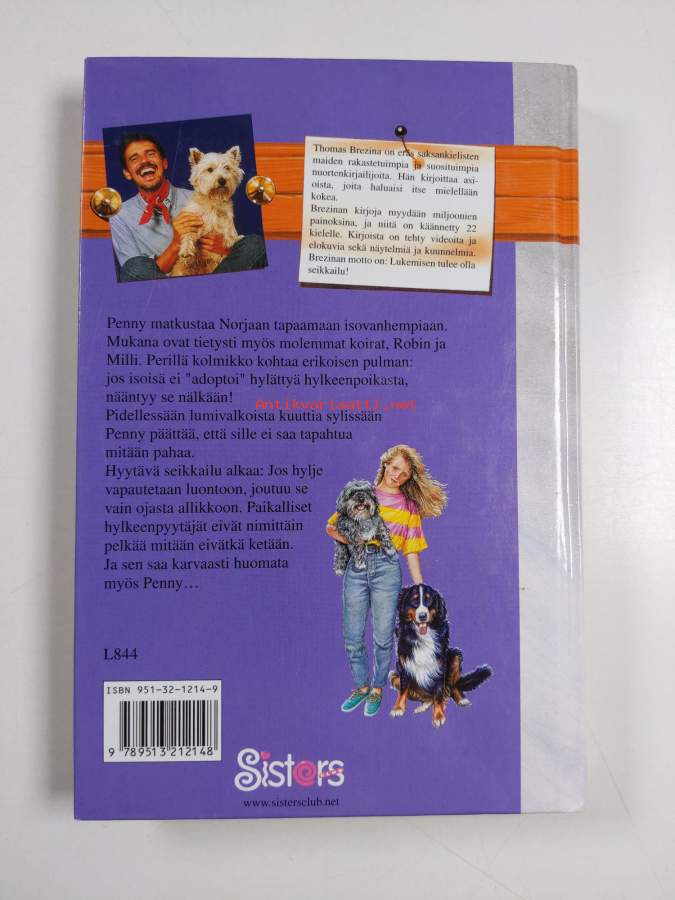 Thomas Brezina on eräs saksankielisten
maiden rakastetuimpia ja suosituimpia
nuortenkirjailijoita. Hän kirjoittaa asi-
oista, joita haluaisi itse mielellään
kokea.
Brezinan kirjoja myydään miljoonien
painoksina, ja niitä on käännetty 22
kielelle. Kirjoista on tehty videoita ja
elokuvia sekä näytelmiä ja kuunnelmia.
Brezinan motto on: Lukemisen tulee olla
seikkailu!
Penny matkustaa Norjaan tapaamaan isovanhempiaan.
Mukana ovat tietysti myös molemmat koirat, Robin ja
Milli. Perillä kolmikko kohtaa erikoisen pulman:
jos isoisä ei "adoptoi" hylättyä hylkeenpoikasta,
nääntyy se nälkään!
Antikvariaatti.net
Pidellessään lumivalkoista kuuttia sylissään
Penny päättää, että sille ei saa tapahtua
mitään pahaa.
Hyytävä seikkailu alkaa: Jos hylje
vapautetaan luontoon, joutuu se
vain ojasta allikkoon. Paikalliset
hylkeenpyytäjät eivät nimittäin
pelkää mitään eivätkä ketään.
Ja sen saa karvaasti huomata
myös Penny…
L844
ISBN 951-32-1214-9
9 789513 212148
Sisters
www.sistersclub.net